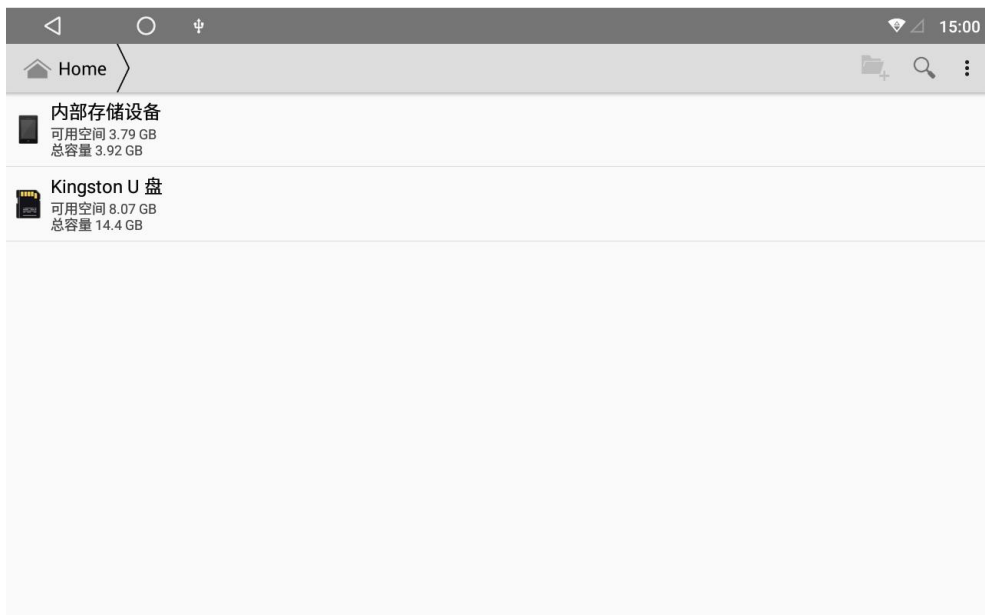 15:00
Home
内部存储设备
可用空间 3.79 GB
总容量 3.92 GB
Kingston U 盘
可用空间 8.07 GB
总容量 14.4 GB